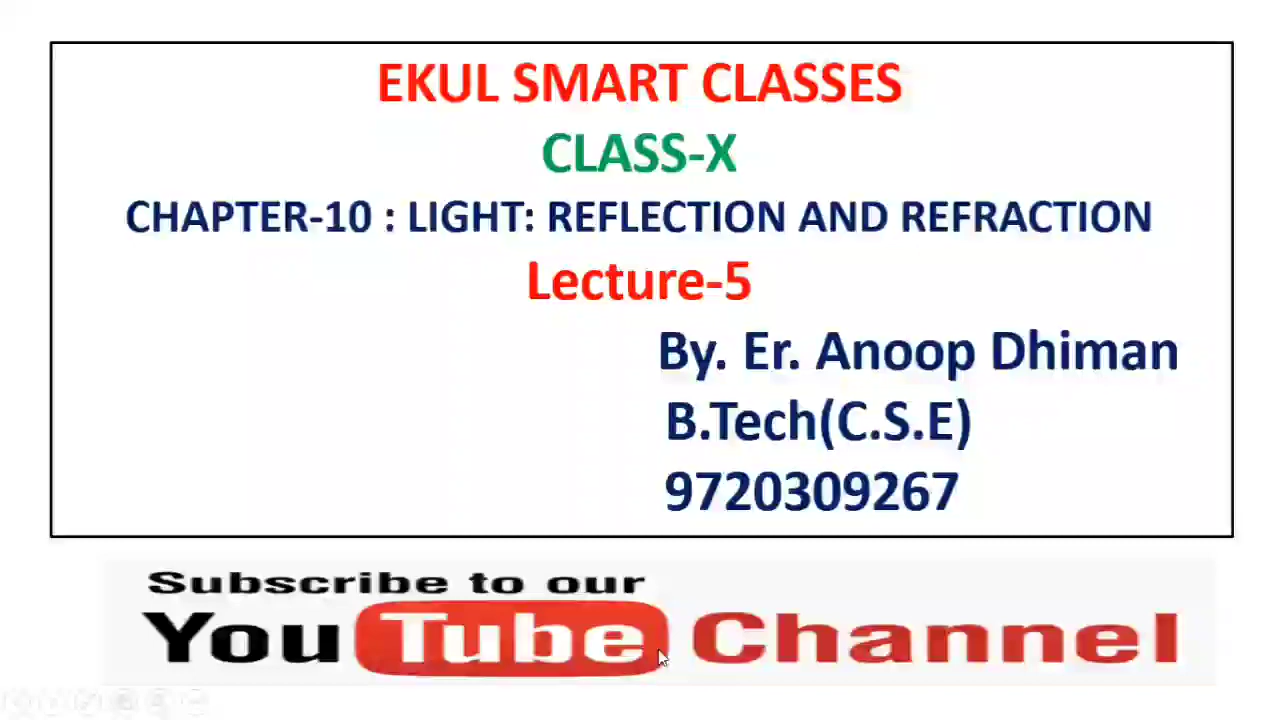 EKUL SMART CLASSES
CLASS-X
CHAPTER-10 : LIGHT: REFLECTION AND REFRACTION
Lecture-5
By. Er. Anoop Dhiman
B.Tech(C.S.E)
9720309267
Subscribe to our
YouTube Channel